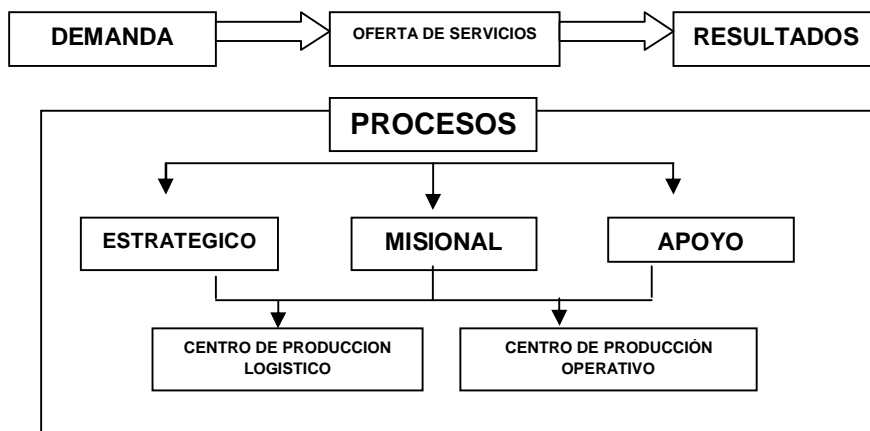 DEMANDA
OFERTA DE SERVICIOS
RESULTADOS
PROCESOS
ESTRATEGICO
MISIONAL
APOYO
CENTRO DE PRODUCCION
LOGISTICO
CENTRO DE PRODUCCIÓN
OPERATIVO